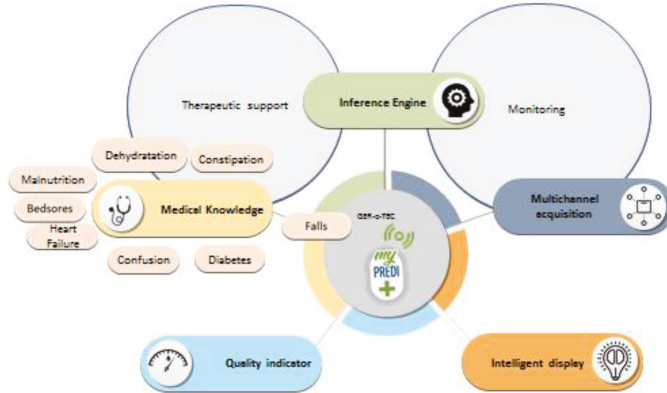 Therapeutic support
Inference Engine
Monitoring
Dehydratation
Constipation
Malnutrition
Bedsores
Heart
Failure
Medical Knowledge
Confusion
Diabetes
Falls
GER-o-TEC
my
PREDI
Multichannel
acquisition
Quality indicator
Intelligent display